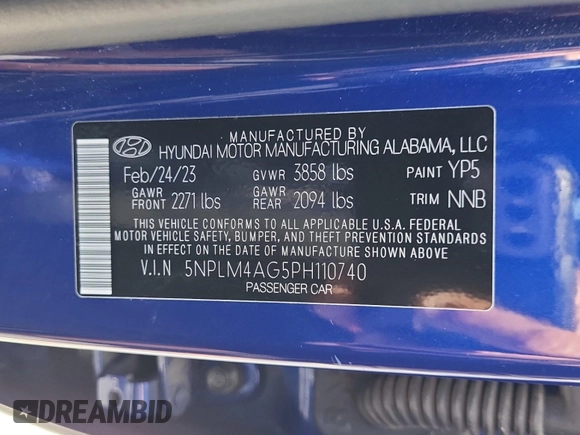 MANUFACTURED BY
HYUNDAI MOTOR MANUFACTURING ALABAMA, LLC
Feb/24/23 GVWR 3858 lbs PAINT YP5
GAWR FRONT 2271 lbs GAWR REAR 2094 lbs TRIM NNB
THIS VEHICLE CONFORMS TO ALL APPLICABLE U.S.A. FEDERAL
MOTOR VEHICLE SAFETY, BUMPER, AND THEFT PREVENTION STANDARDS
IN EFFECT ON THE DATE OF MANUFACTURE SHOWN ABOVE
V.I.N 5NPLM4AG5PH110740
PASSENGER CAR
DREAMBID